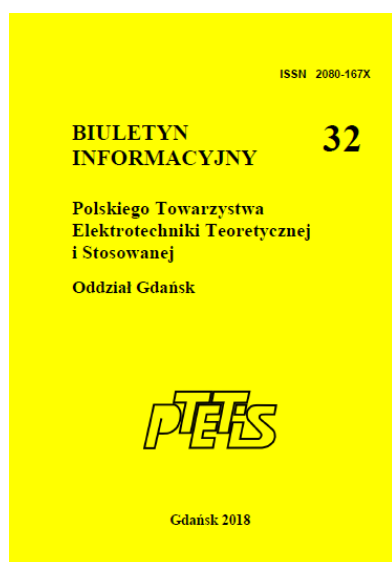 ISSN 2080-167X
BIULETYN
INFORMACYJNY
32
Polskiego Towarzystwa
Elektrotechniki Teoretycznej
i Stosowanej
Oddział Gdańsk
PTETiS
Gdańsk 2018